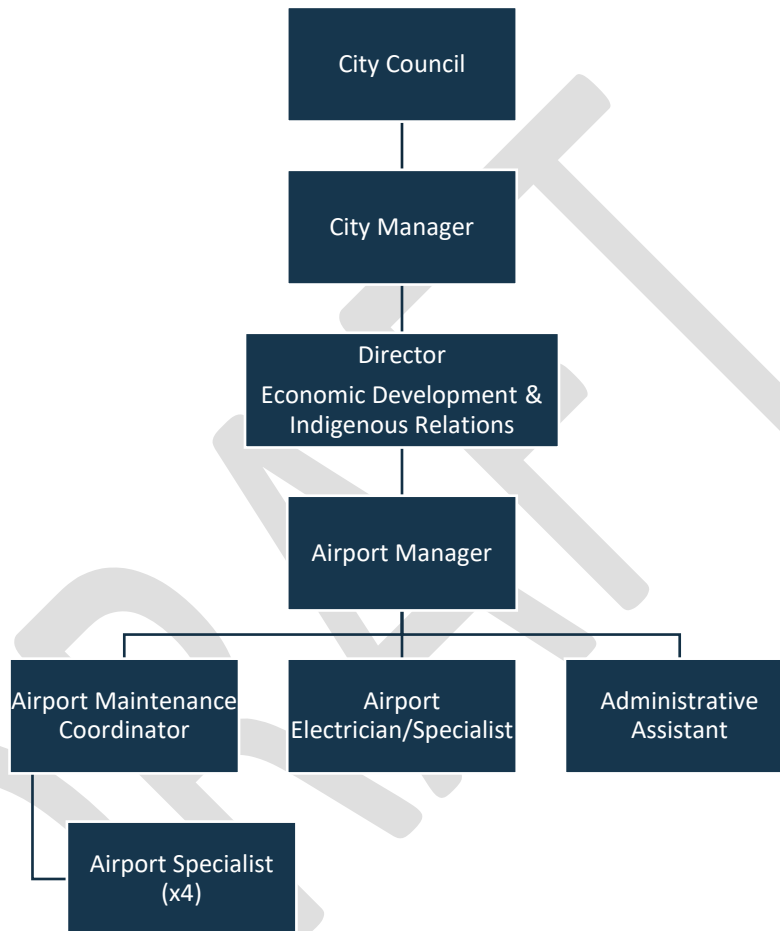 City Council
City Manager
Director
Economic Development &
Indigenous Relations
Airport Manager
Airport Maintenance
Coordinator
Airport
Electrician/Specialist
Administrative
Assistant
Airport Specialist
(x4)
DRAFT